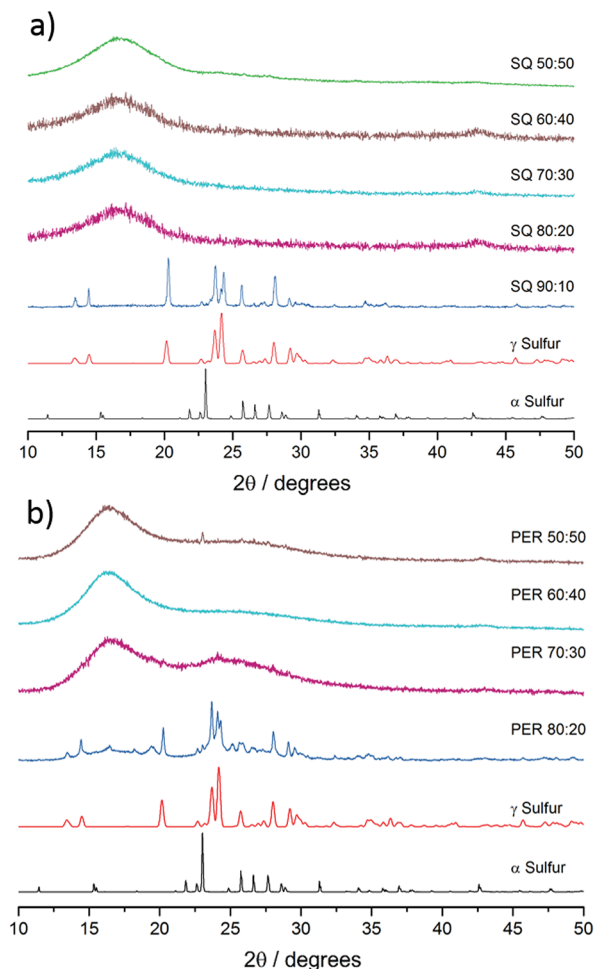 a)
SQ 50:50
SQ 60:40
SQ 70:30
SQ 80:20
SQ 90:10
γ Sulfur
α Sulfur
10 15 20 25 30 35 40 45 50
2θ / degrees
b)
PER 50:50
PER 60:40
PER 70:30
PER 80:20
γ Sulfur
α Sulfur
10 15 20 25 30 35 40 45 50
2θ / degrees